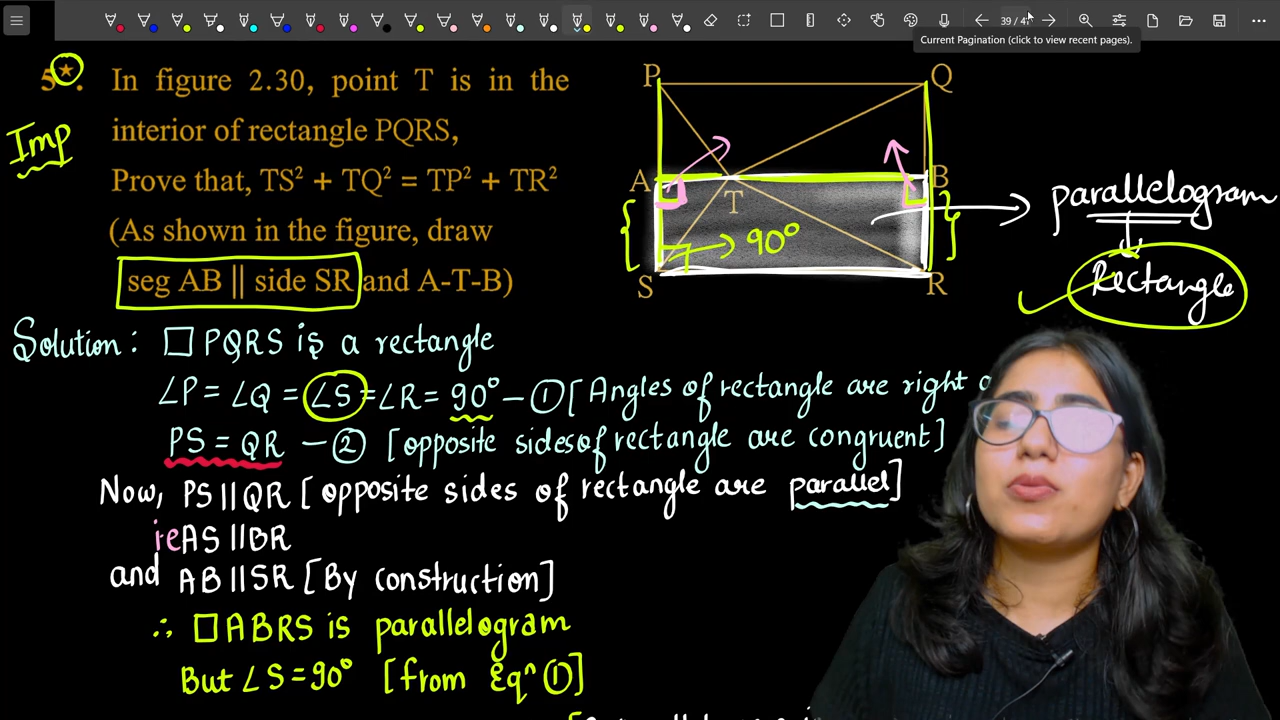 39 / 47
Current Pagination (click to view recent pages).
5*. In figure 2.30, point T is in the
interior of rectangle PQRS,
Prove that, TS² + TQ² = TP² + TR²
(As shown in the figure, draw
seg AB || side SR and A-T-B)
Imp
P
Q
A
T
B
S
R
90°
parallelogram
Rectangle
Solution: □ PQRS is a rectangle
∠P = ∠Q = ∠S = ∠R = 90° — ① [Angles of rectangle are right
PS = QR — ② [opposite sides of rectangle are congruent]
Now, PS || QR [opposite sides of rectangle are parallel]
ie AS || BR
and AB || SR [By construction]
∴ □ ABRS is parallelogram
But ∠S = 90° [from Eqⁿ ①]